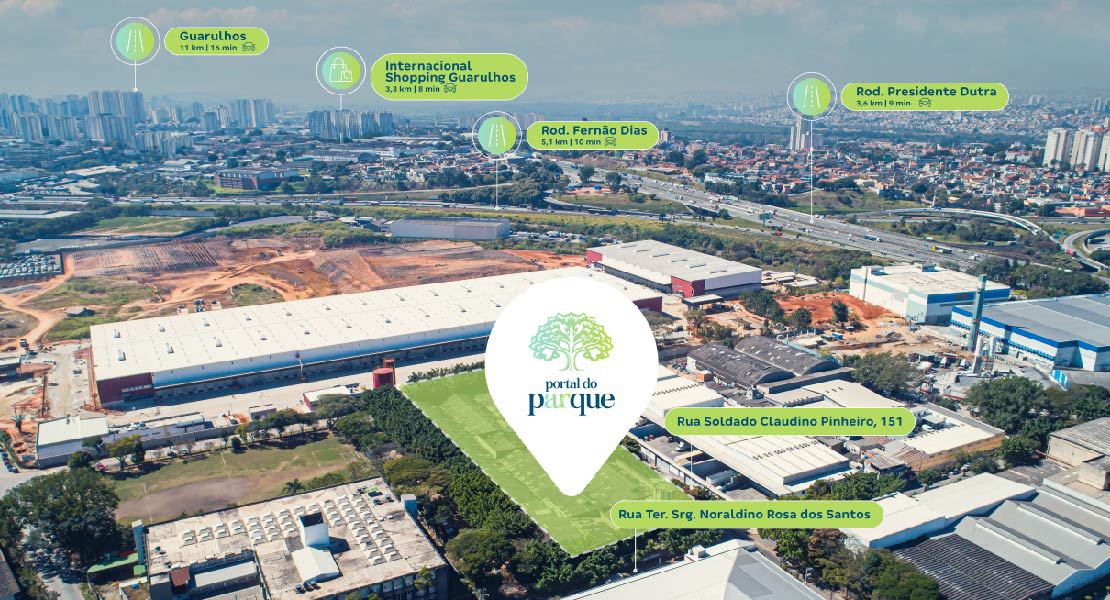 Guarulhos
11 km | 16 min
Internacional
Shopping Guarulhos
3,3 km | 8 min
Rod. Presidente Dutra
3,6 km | 9 min
Rod. Fernão Dias
5,1 km | 10 min
portal do
parque
Rua Soldado Claudino Pinheiro, 151
Rua Ter. Srg. Noraldino Rosa dos Santos